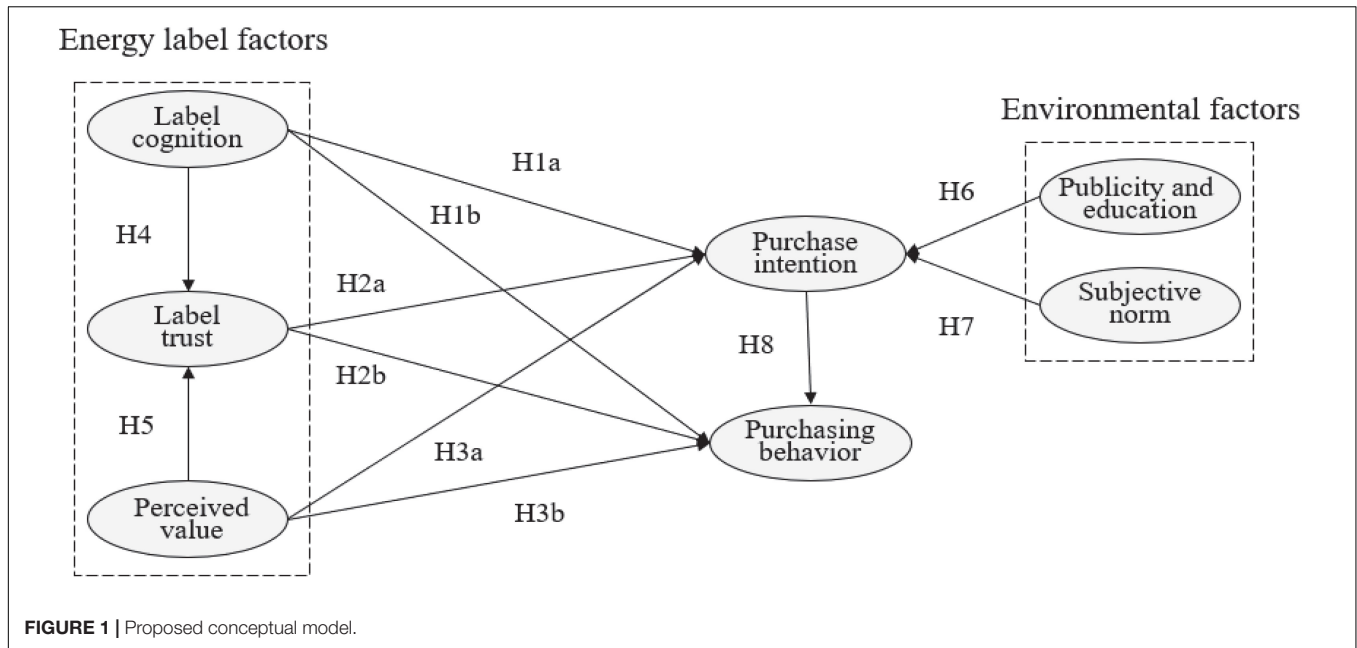 Energy label factors
Label
cognition
H4
Label
trust
H5
Perceived
value
H1a
H1b
H2a
H2b
H3a
H3b
Purchase
intention
H8
Purchasing
behavior
Environmental factors
H6
Publicity and
education
H7
Subjective
norm
FIGURE 1 | Proposed conceptual model.